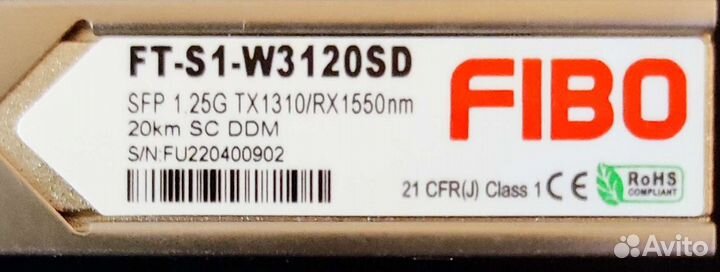 FT-S1-W3120SD
SFP 1.25G TX1310/RX1550nm
20km SC DDM
S/N:FU220400902
FIBO
21 CFR(J) Class 1 CE
RoHS
COMPLIANT
Avito